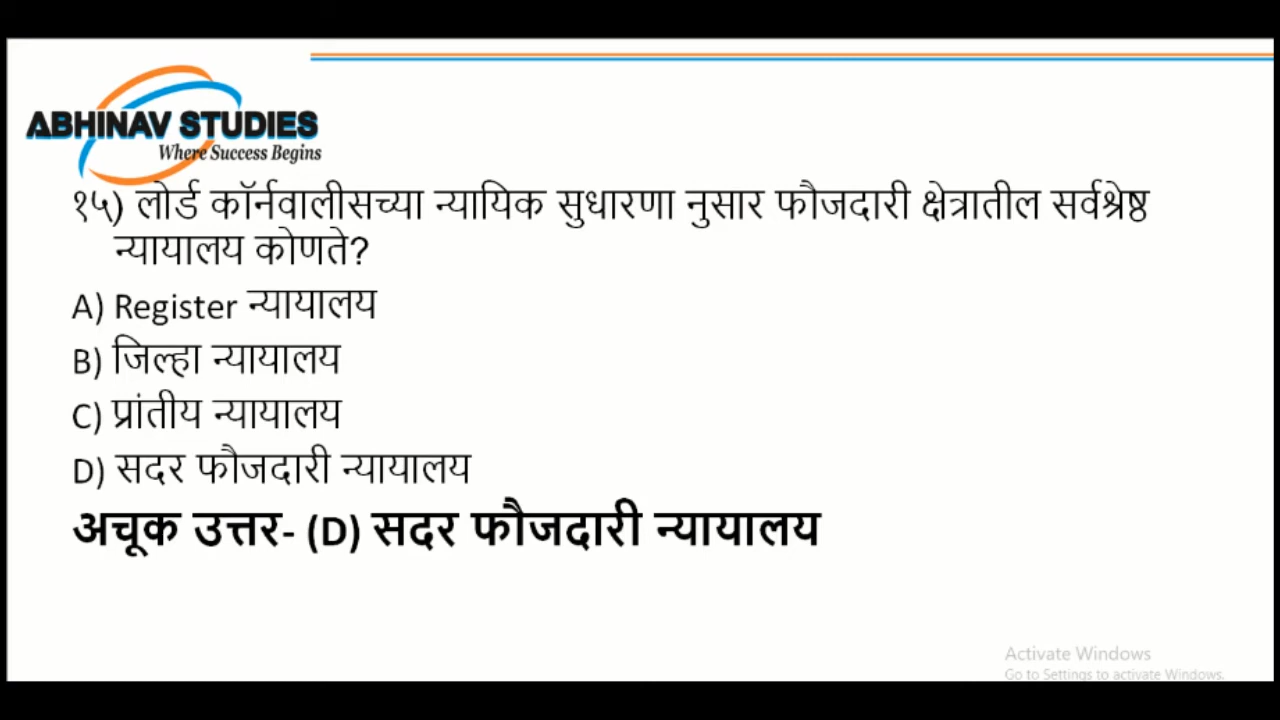 ABHINAV STUDIES
Where Success Begins
१५) लोर्ड कॉर्नवालीसच्या न्यायिक सुधारणा नुसार फौजदारी क्षेत्रातील सर्वश्रेष्ठ
न्यायालय कोणते?
A) Register न्यायालय
B) जिल्हा न्यायालय
C) प्रांतीय न्यायालय
D) सदर फौजदारी न्यायालय
अचूक उत्तर- (D) सदर फौजदारी न्यायालय
Activate Windows
Go to Settings to activate Windows.